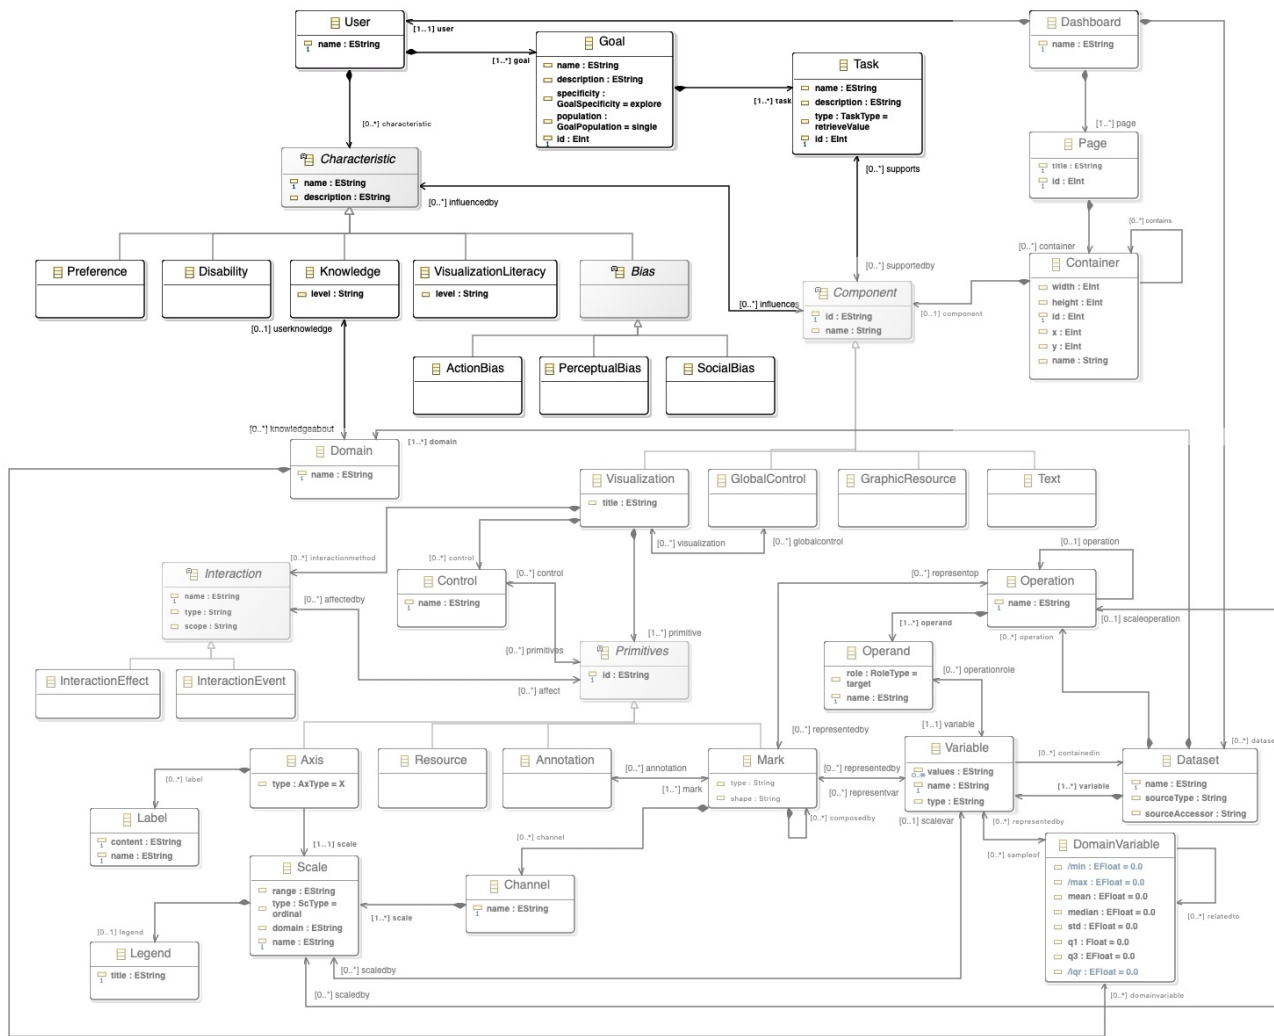 User
name : EString
[1..1] user
Dashboard
name : EString
Goal
name : EString
description : EString
specificity :
GoalSpecificity = explore
population :
GoalPopulation = single
id : EInt
[1..*] goal
Task
name : EString
description : EString
type : TaskType =
retrieveValue
id : EInt
[1..*] task
[0..*] characteristic
[1..*] page
Page
title : EString
id : EInt
Characteristic
name : EString
description : EString
[0..*] influencedby
[0..*] supports
[0..*] contains
[0..*] container
Container
width : EInt
height : EInt
id : EInt
x : EInt
y : EInt
name : String
Preference
Disability
Knowledge
level : String
VisualizationLiteracy
level : String
Bias
[0..*] supportedby
Component
id : EString
name : String
[0..*] influences
[0..1] component
[0..1] userknowledge
ActionBias
PerceptualBias
SocialBias
[0..*] knowledgeabout
[1..*] domain
Domain
name : EString
Visualization
title : EString
GlobalControl
GraphicResource
Text
[0..*] visualization
[0..*] globalcontrol
[0..1] operation
[0..*] interactionmethod
[0..*] control
Interaction
name : EString
type : String
scope : String
[0..*] affectedby
Control
name : EString
[0..*] control
[0..*] representop
Operation
name : EString
[0..1] scaleoperation
[1..*] operand
[0..*] operation
[1..*] primitive
[0..*] primitives
Primitives
id : EString
[0..*] affect
Operand
role : RoleType =
target
name : EString
[0..*] operationrole
InteractionEffect
InteractionEvent
[0..*] representedby
[1..1] variable
[0..*] dataset
Axis
type : AxType = X
Resource
Annotation
Mark
type : String
shape : String
Variable
values : EString
name : EString
type : EString
[0..*] containedin
[1..*] variable
Dataset
name : EString
sourceType : String
sourceAccessor : String
[0..*] label
[0..*] annotation
[1..*] mark
[0..*] representedby
[0..*] representvar
[0..1] scalevar
[0..*] composedby
[0..*] representedby
[0..*] sampleof
Label
content : EString
name : EString
[1..1] scale
[0..*] channel
DomainVariable
/min : EFloat = 0.0
/max : EFloat = 0.0
mean : EFloat = 0.0
median : EFloat = 0.0
std : EFloat = 0.0
q1 : Float = 0.0
q3 : EFloat = 0.0
/iqr : EFloat = 0.0
[0..*] relatedto
Scale
range : EString
type : ScType =
ordinal
domain : EString
name : EString
Channel
name : EString
[1..*] scale
[0..1] legend
Legend
title : EString
[0..*] scaledby
[0..*] scaledby
[0..*] domainvariable